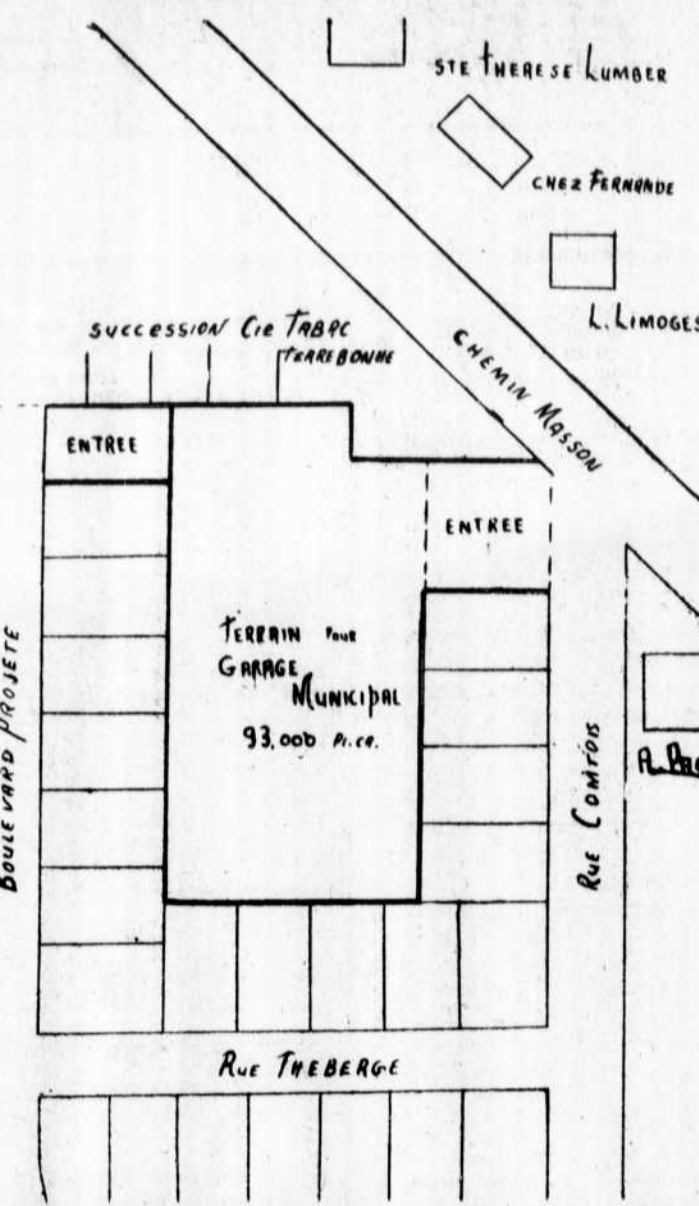 STE THERESE LUMBER
CHEZ FERNANDE
L. LIMOGES
SUCCESSION CIE TABAC
TERREBONNE
CHEMIN MASSON
ENTREE
ENTREE
TERRAIN POUR
GARAGE
MUNICIPAL
93,000 Pi.ca.
BOULEVARD PROJETE
RUE COMTOIS
RUE THEBERGE